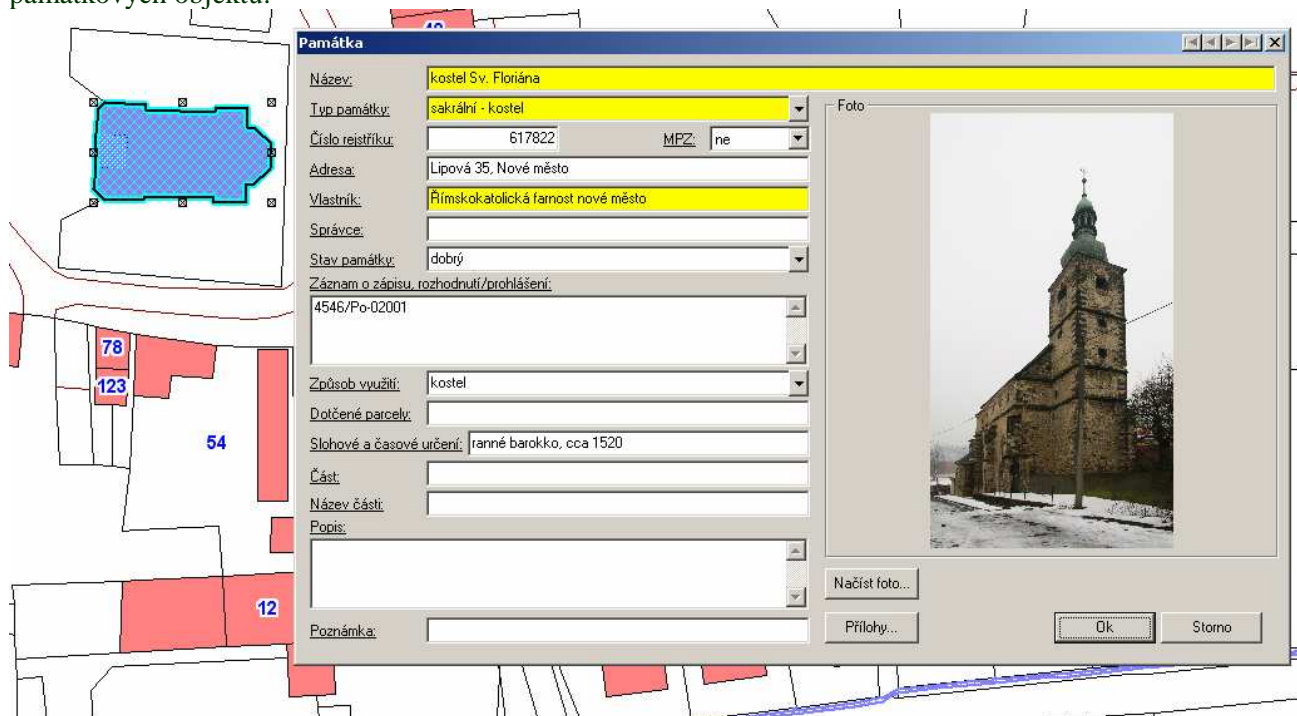 památkových objektů.
Památka
Název: kostel Sv. Floriána
Typ památky: sakrální - kostel
Foto
Číslo rejstříku: 617822 MPZ: ne
Adresa: Lipová 35, Nové město
Vlastník: Římskokatolická farnost nové město
Správce:
Stav památky: dobrý
Záznam o zápisu, rozhodnutí/prohlášení:
4546/Po-02001
Způsob využití: kostel
Dotčené parcely:
Slohové a časové určení: ranné barokko, cca 1520
Část:
Název části:
Popis:
Načíst foto...
Poznámka:
Přílohy... Ok Storno
78
123
54
12